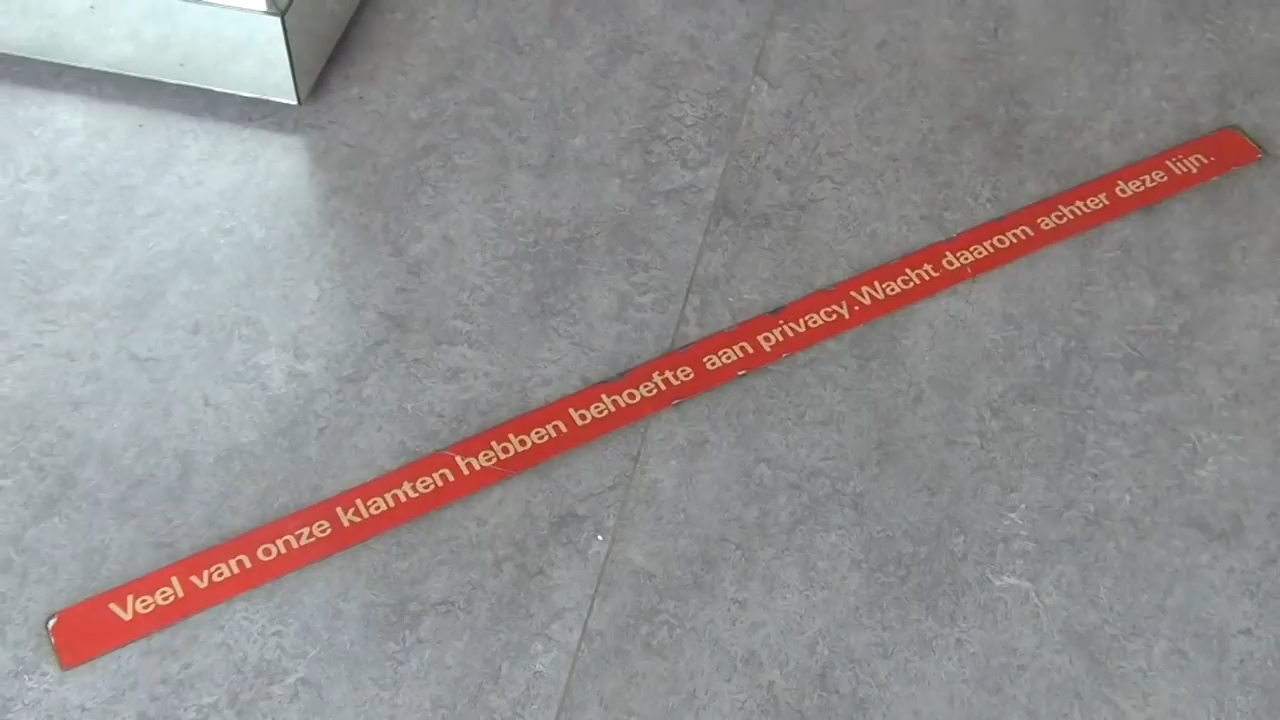 Veel van onze klanten hebben behoefte aan privacy. Wacht daarom achter deze lijn.